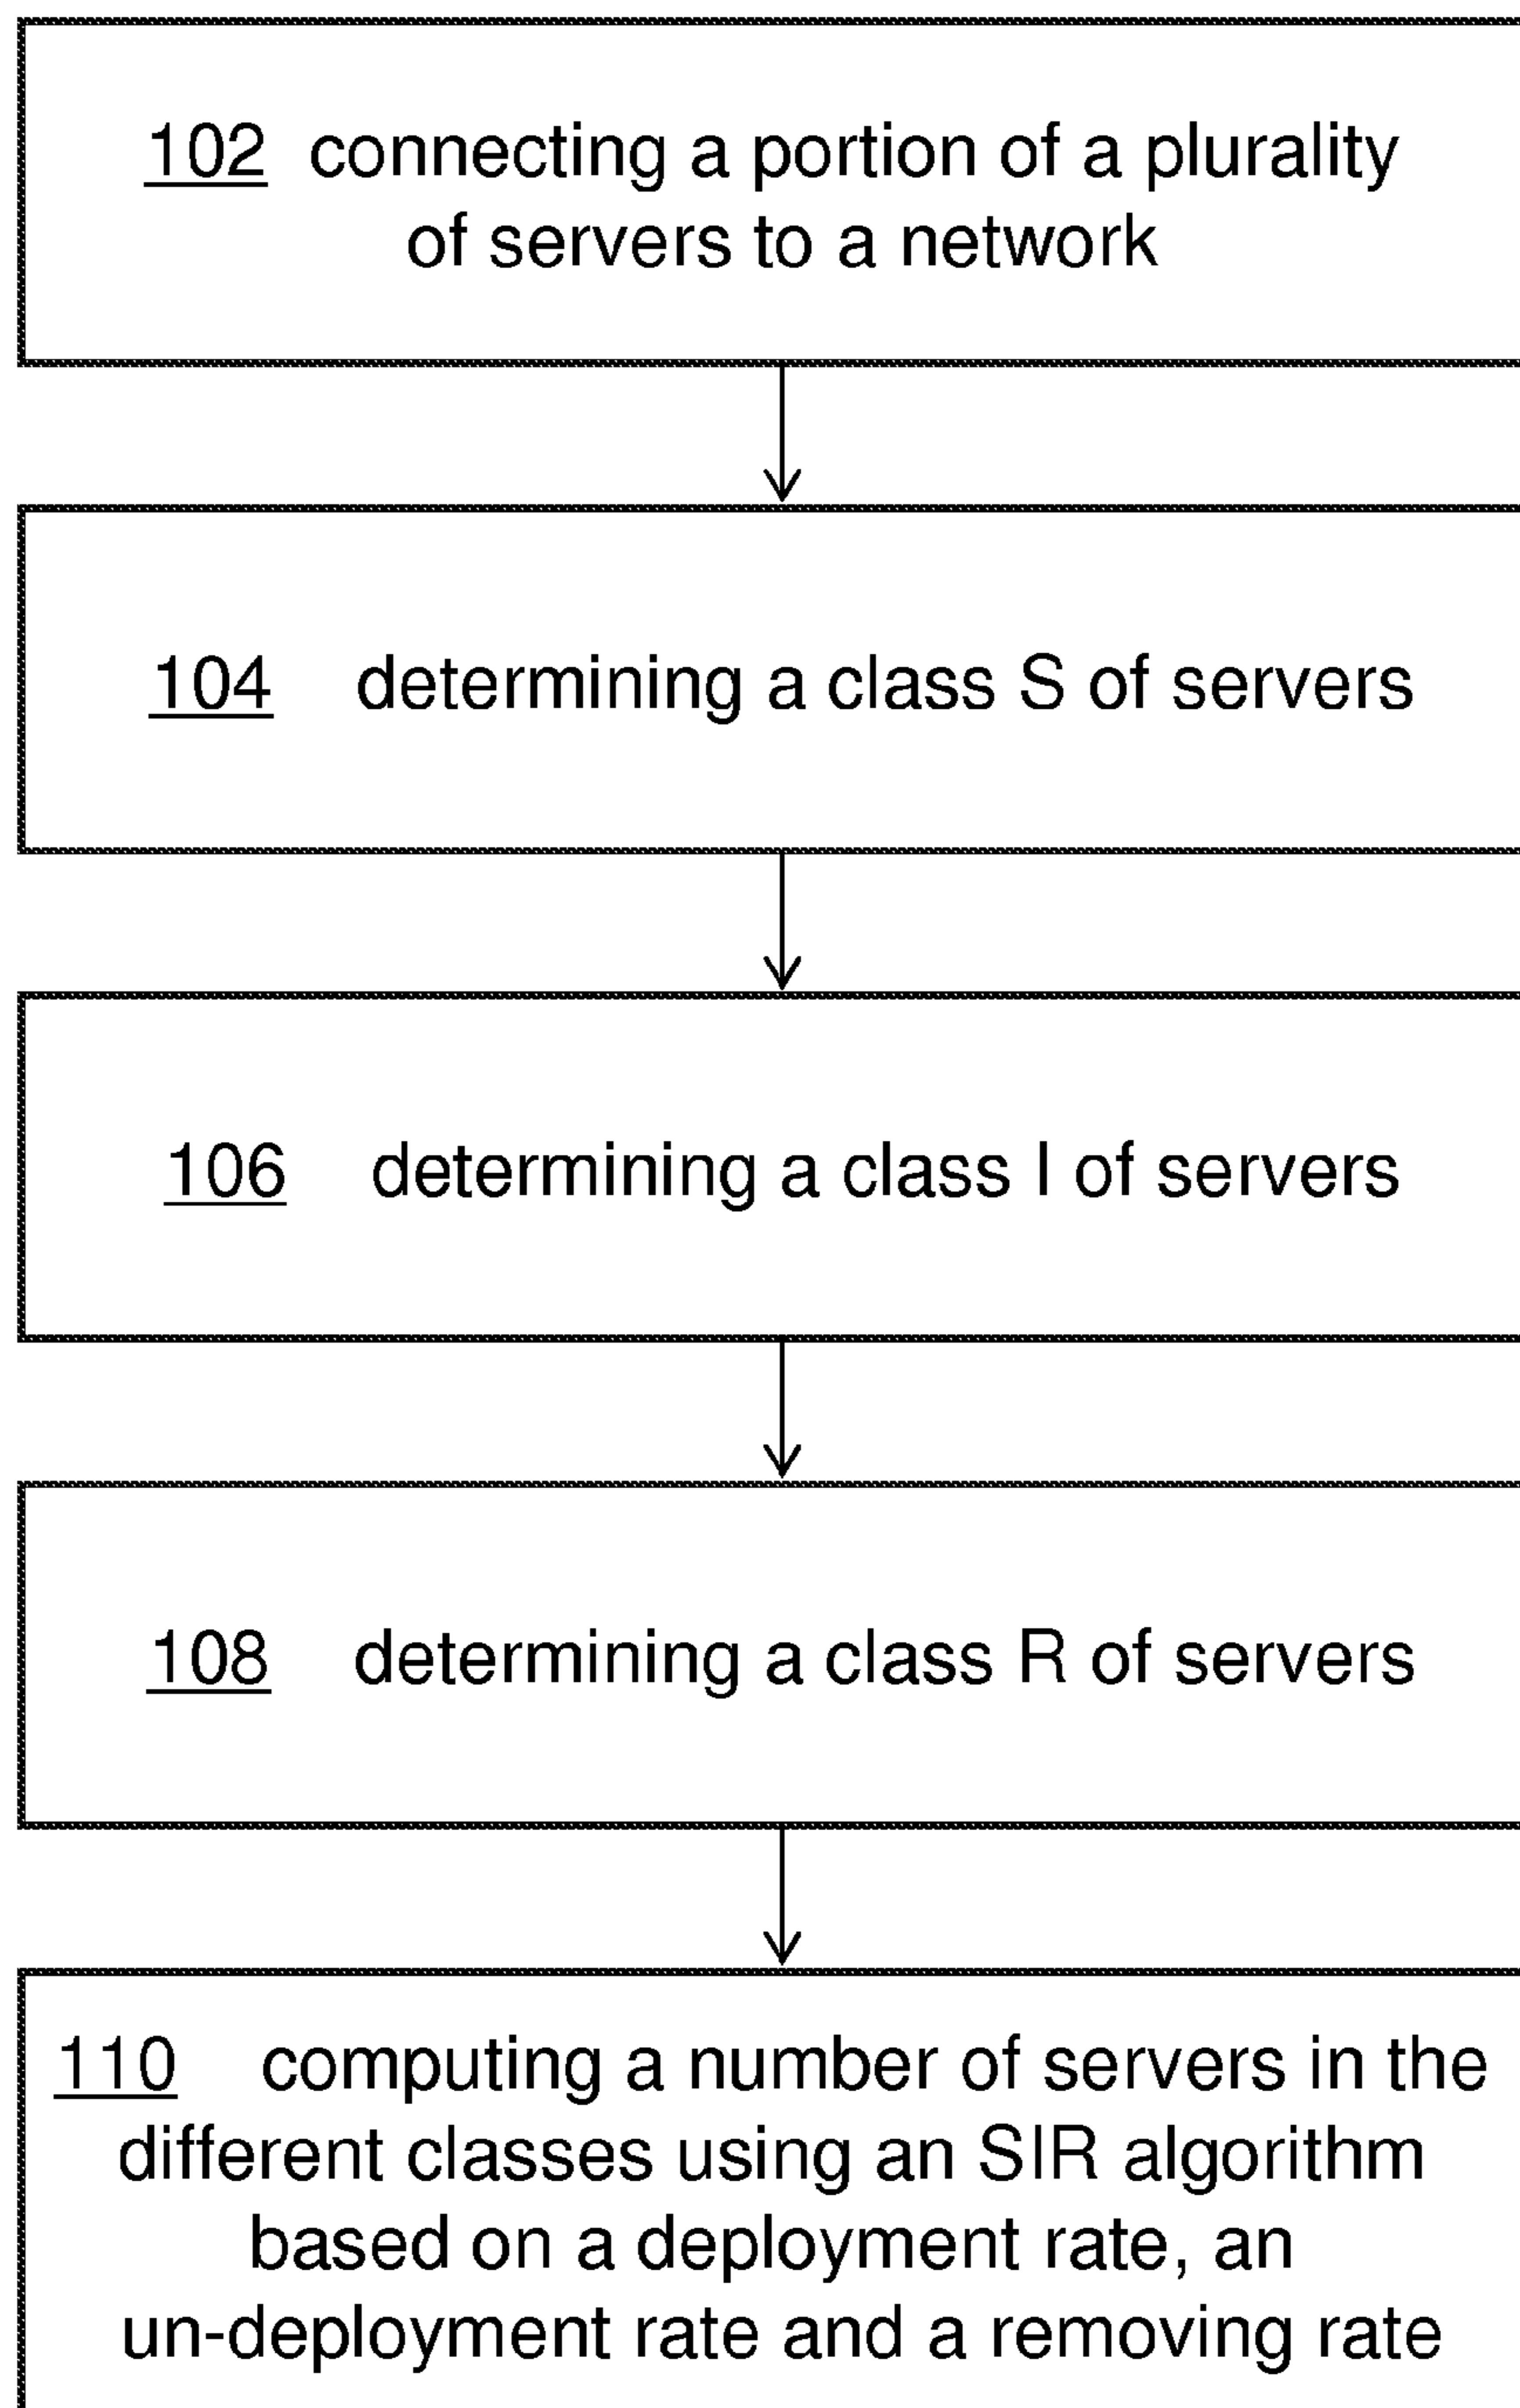 102 connecting a portion of a plurality
of servers to a network
104 determining a class S of servers
106 determining a class I of servers
108 determining a class R of servers
110 computing a number of servers in the
different classes using an SIR algorithm
based on a deployment rate, an
un-deployment rate and a removing rate